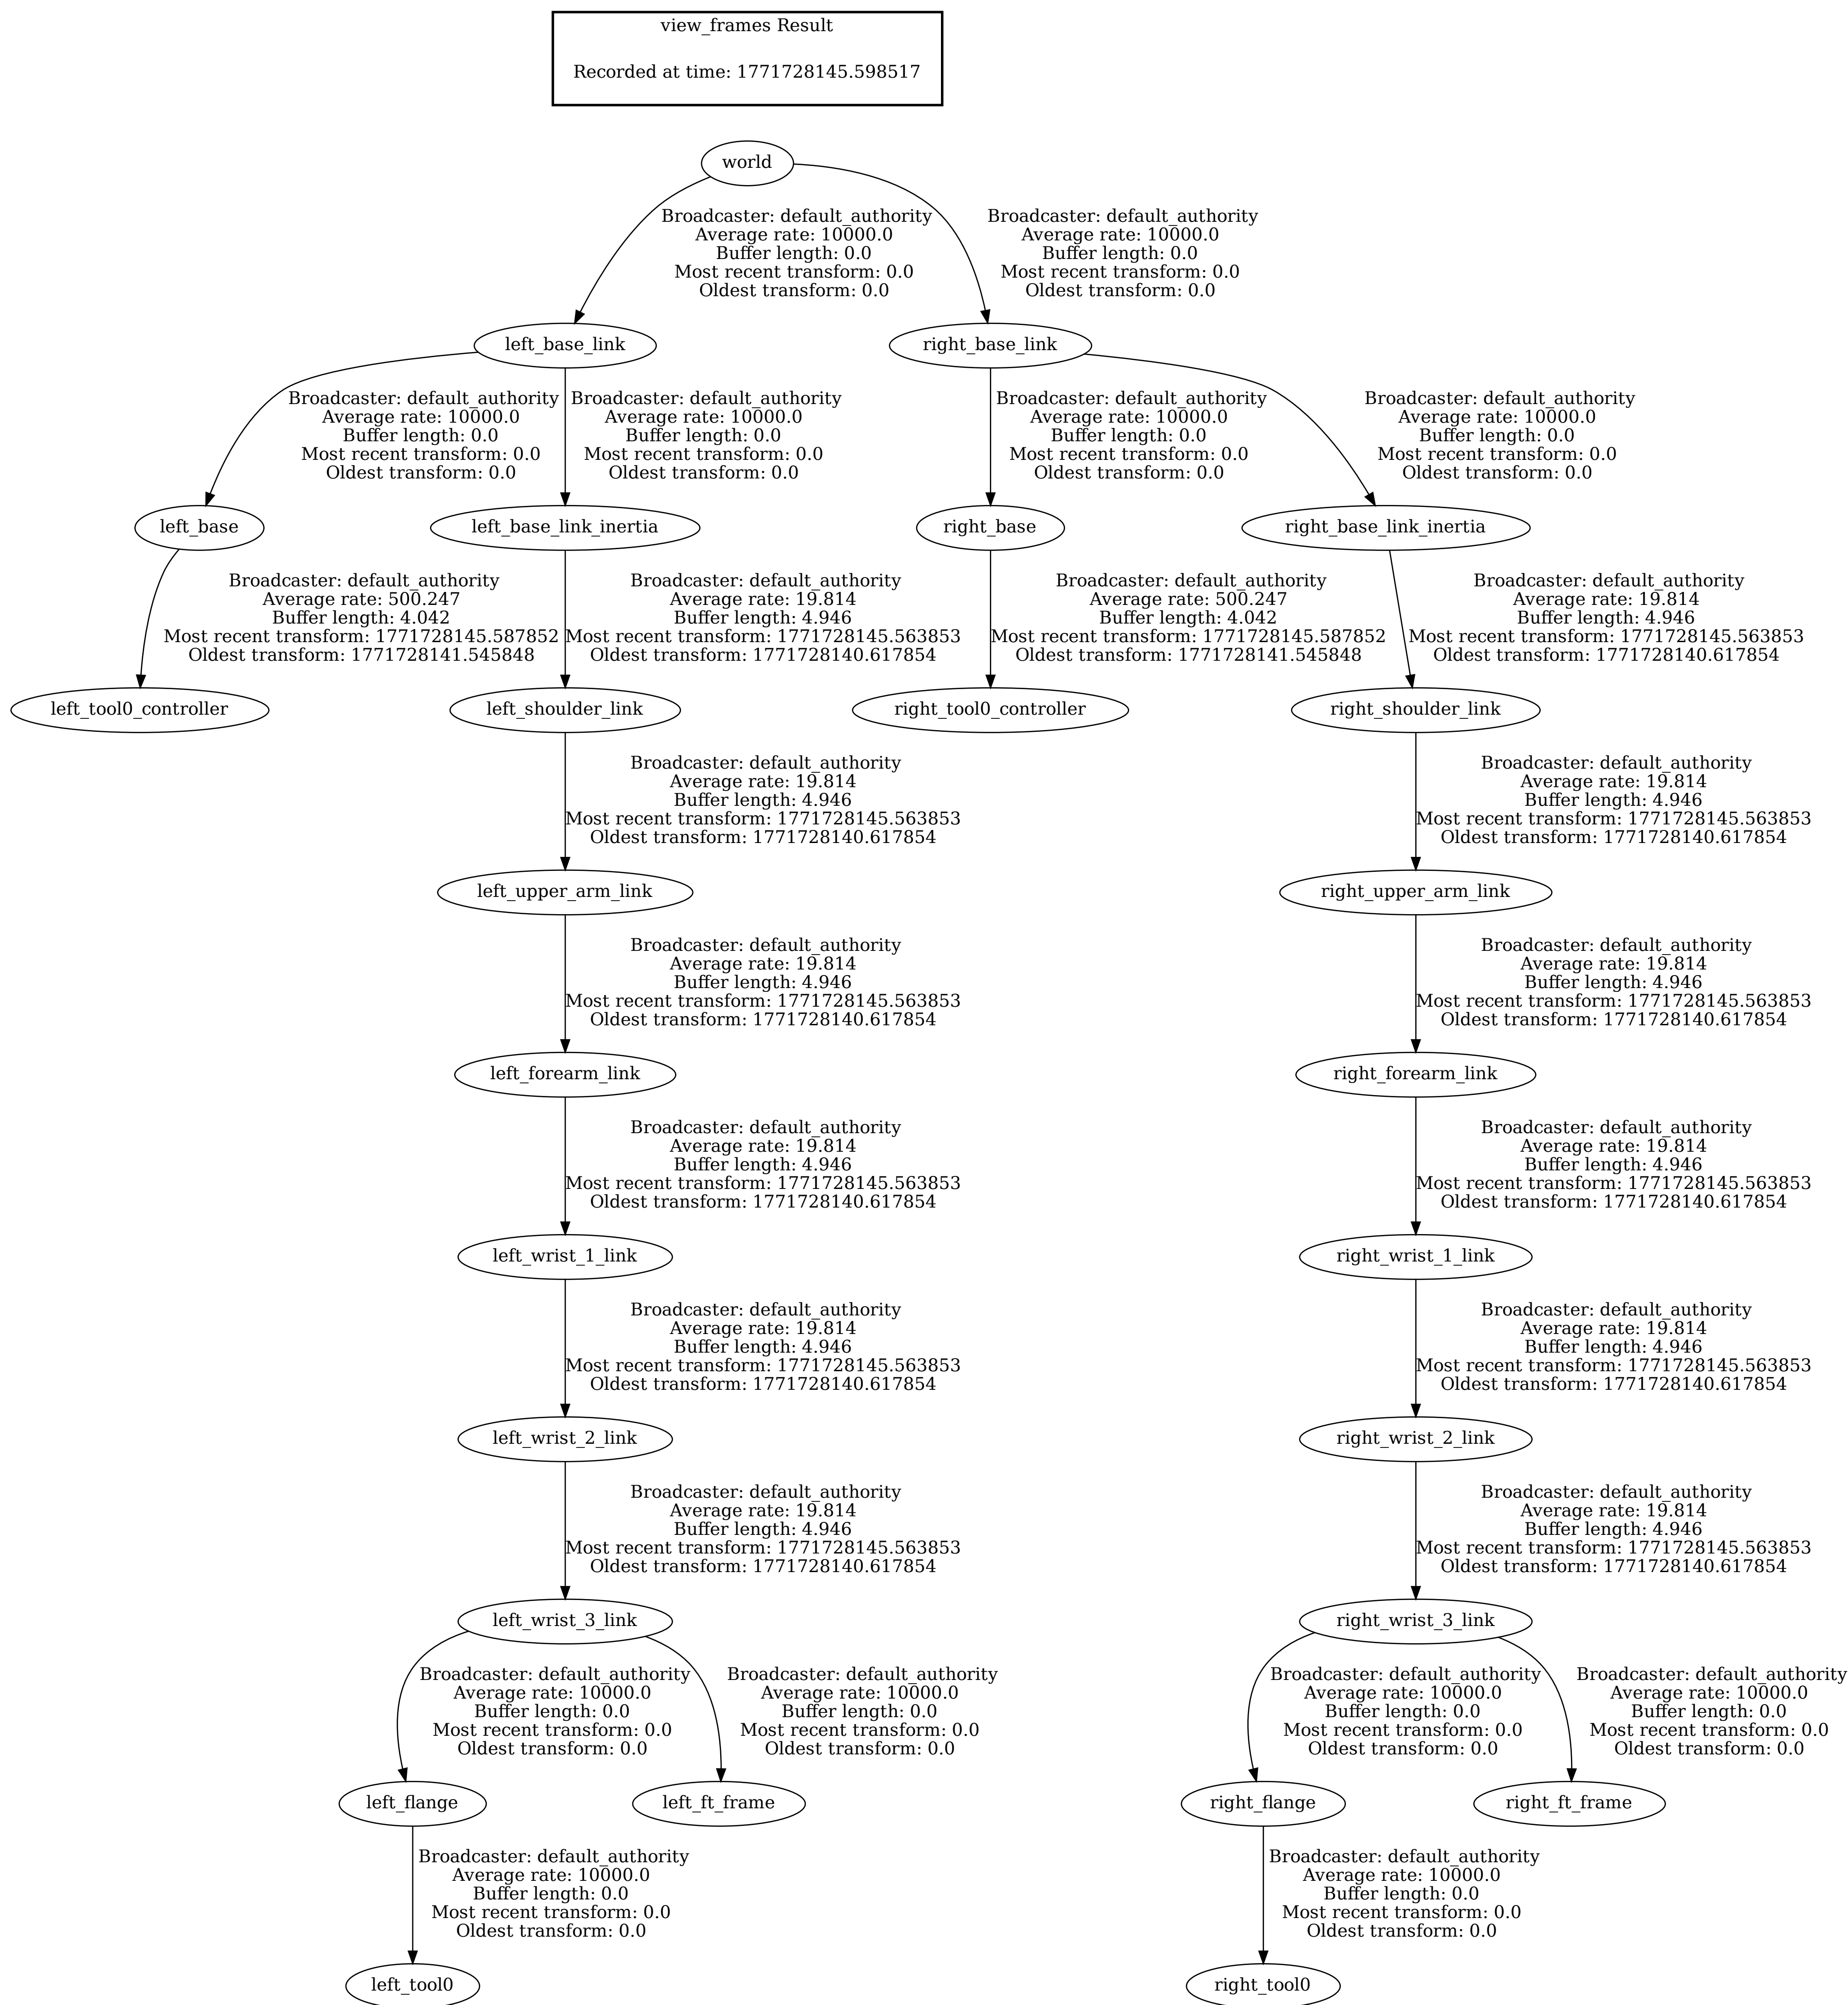 view_frames Result
Recorded at time: 1771728145.598517
world
Broadcaster: default_authority
Average rate: 10000.0
Buffer length: 0.0
Most recent transform: 0.0
Oldest transform: 0.0
Broadcaster: default_authority
Average rate: 10000.0
Buffer length: 0.0
Most recent transform: 0.0
Oldest transform: 0.0
left_base_link
right_base_link
Broadcaster: default_authority
Average rate: 10000.0
Buffer length: 0.0
Most recent transform: 0.0
Oldest transform: 0.0
Broadcaster: default_authority
Average rate: 10000.0
Buffer length: 0.0
Most recent transform: 0.0
Oldest transform: 0.0
Broadcaster: default_authority
Average rate: 10000.0
Buffer length: 0.0
Most recent transform: 0.0
Oldest transform: 0.0
Broadcaster: default_authority
Average rate: 10000.0
Buffer length: 0.0
Most recent transform: 0.0
Oldest transform: 0.0
left_base
left_base_link_inertia
right_base
right_base_link_inertia
Broadcaster: default_authority
Average rate: 500.247
Buffer length: 4.042
Most recent transform: 1771728145.587852
Oldest transform: 1771728141.545848
Broadcaster: default_authority
Average rate: 19.814
Buffer length: 4.946
Most recent transform: 1771728145.563853
Oldest transform: 1771728140.617854
Broadcaster: default_authority
Average rate: 500.247
Buffer length: 4.042
Most recent transform: 1771728145.587852
Oldest transform: 1771728141.545848
Broadcaster: default_authority
Average rate: 19.814
Buffer length: 4.946
Most recent transform: 1771728145.563853
Oldest transform: 1771728140.617854
left_tool0_controller
left_shoulder_link
right_tool0_controller
right_shoulder_link
Broadcaster: default_authority
Average rate: 19.814
Buffer length: 4.946
Most recent transform: 1771728145.563853
Oldest transform: 1771728140.617854
Broadcaster: default_authority
Average rate: 19.814
Buffer length: 4.946
Most recent transform: 1771728145.563853
Oldest transform: 1771728140.617854
left_upper_arm_link
right_upper_arm_link
Broadcaster: default_authority
Average rate: 19.814
Buffer length: 4.946
Most recent transform: 1771728145.563853
Oldest transform: 1771728140.617854
Broadcaster: default_authority
Average rate: 19.814
Buffer length: 4.946
Most recent transform: 1771728145.563853
Oldest transform: 1771728140.617854
left_forearm_link
right_forearm_link
Broadcaster: default_authority
Average rate: 19.814
Buffer length: 4.946
Most recent transform: 1771728145.563853
Oldest transform: 1771728140.617854
Broadcaster: default_authority
Average rate: 19.814
Buffer length: 4.946
Most recent transform: 1771728145.563853
Oldest transform: 1771728140.617854
left_wrist_1_link
right_wrist_1_link
Broadcaster: default_authority
Average rate: 19.814
Buffer length: 4.946
Most recent transform: 1771728145.563853
Oldest transform: 1771728140.617854
Broadcaster: default_authority
Average rate: 19.814
Buffer length: 4.946
Most recent transform: 1771728145.563853
Oldest transform: 1771728140.617854
left_wrist_2_link
right_wrist_2_link
Broadcaster: default_authority
Average rate: 19.814
Buffer length: 4.946
Most recent transform: 1771728145.563853
Oldest transform: 1771728140.617854
Broadcaster: default_authority
Average rate: 19.814
Buffer length: 4.946
Most recent transform: 1771728145.563853
Oldest transform: 1771728140.617854
left_wrist_3_link
right_wrist_3_link
Broadcaster: default_authority
Average rate: 10000.0
Buffer length: 0.0
Most recent transform: 0.0
Oldest transform: 0.0
Broadcaster: default_authority
Average rate: 10000.0
Buffer length: 0.0
Most recent transform: 0.0
Oldest transform: 0.0
Broadcaster: default_authority
Average rate: 10000.0
Buffer length: 0.0
Most recent transform: 0.0
Oldest transform: 0.0
Broadcaster: default_authority
Average rate: 10000.0
Buffer length: 0.0
Most recent transform: 0.0
Oldest transform: 0.0
left_flange
left_ft_frame
right_flange
right_ft_frame
Broadcaster: default_authority
Average rate: 10000.0
Buffer length: 0.0
Most recent transform: 0.0
Oldest transform: 0.0
Broadcaster: default_authority
Average rate: 10000.0
Buffer length: 0.0
Most recent transform: 0.0
Oldest transform: 0.0
left_tool0
right_tool0